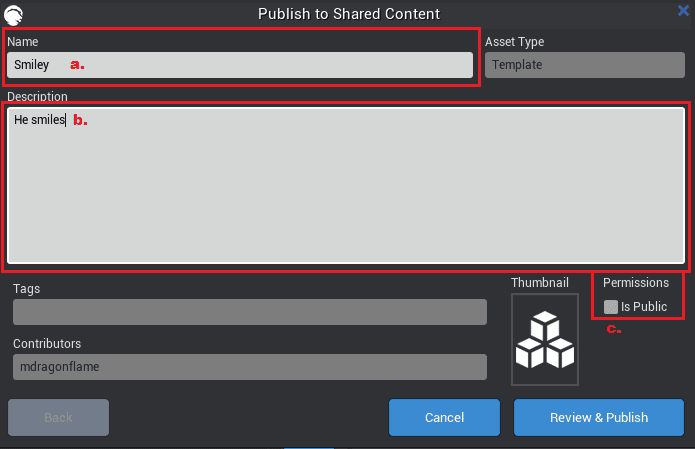 Publish to Shared Content
Name
Asset Type
Smiley a.
Template
Description
He smiles b.
Tags
Thumbnail
Permissions
Is Public
c.
Contributors
mdragonflame
Back
Cancel
Review & Publish